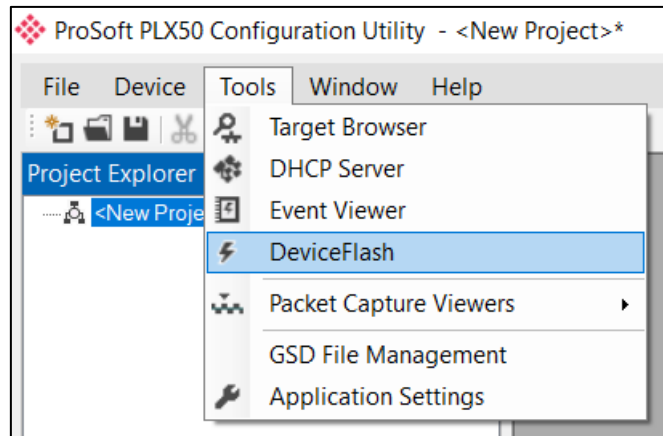 ProSoft PLX50 Configuration Utility - <New Project>*
File Device Tools Window Help
Target Browser
Project Explorer
DHCP Server
<New Proje
Event Viewer
DeviceFlash
Packet Capture Viewers
GSD File Management
Application Settings